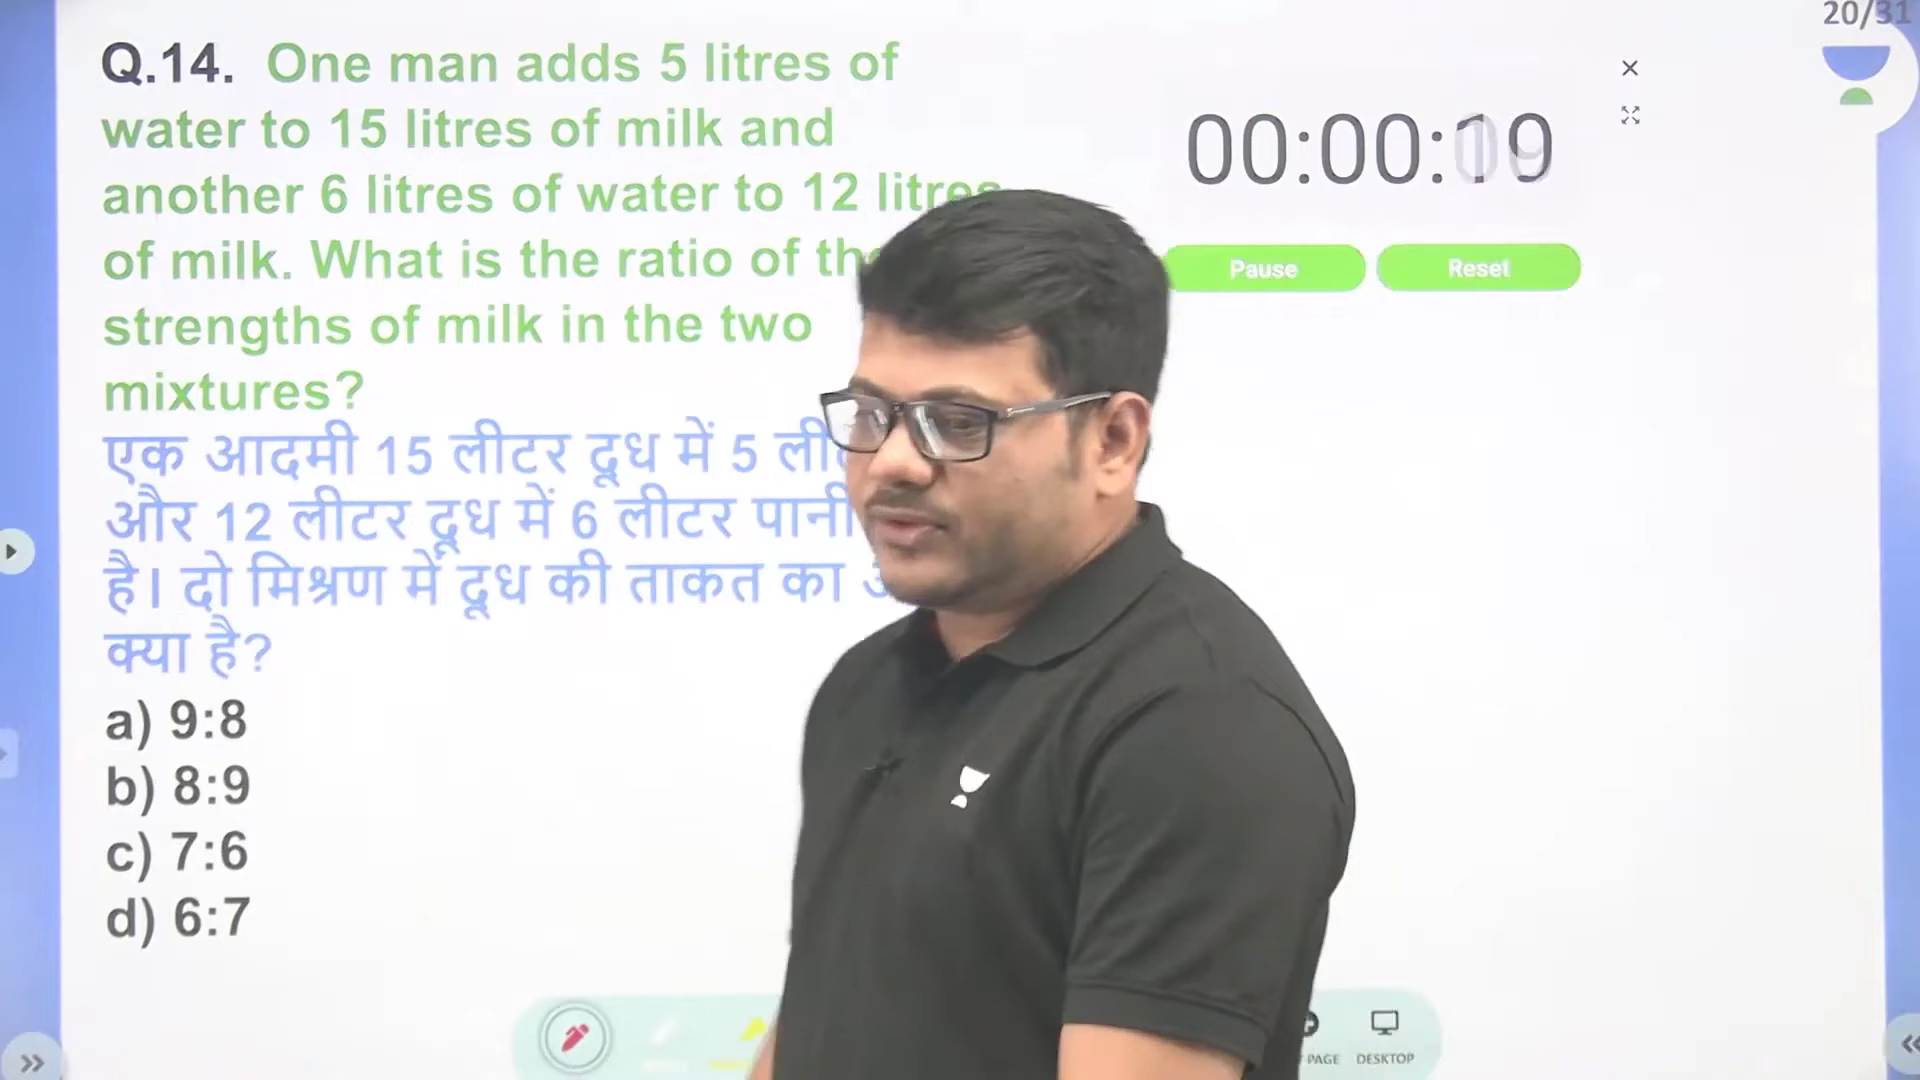 20/31
Q.14. One man adds 5 litres of
water to 15 litres of milk and
another 6 litres of water to 12 litres
of milk. What is the ratio of the
strengths of milk in the two
mixtures?
एक आदमी 15 लीटर दूध में 5
और 12 लीटर दूध में 6 लीटर पानी
है। दो मिश्रण में दूध की ताकत का
क्या है?
a) 9:8
b) 8:9
c) 7:6
d) 6:7
00:00:19
Pause
Reset
PAGE
DESKTOP